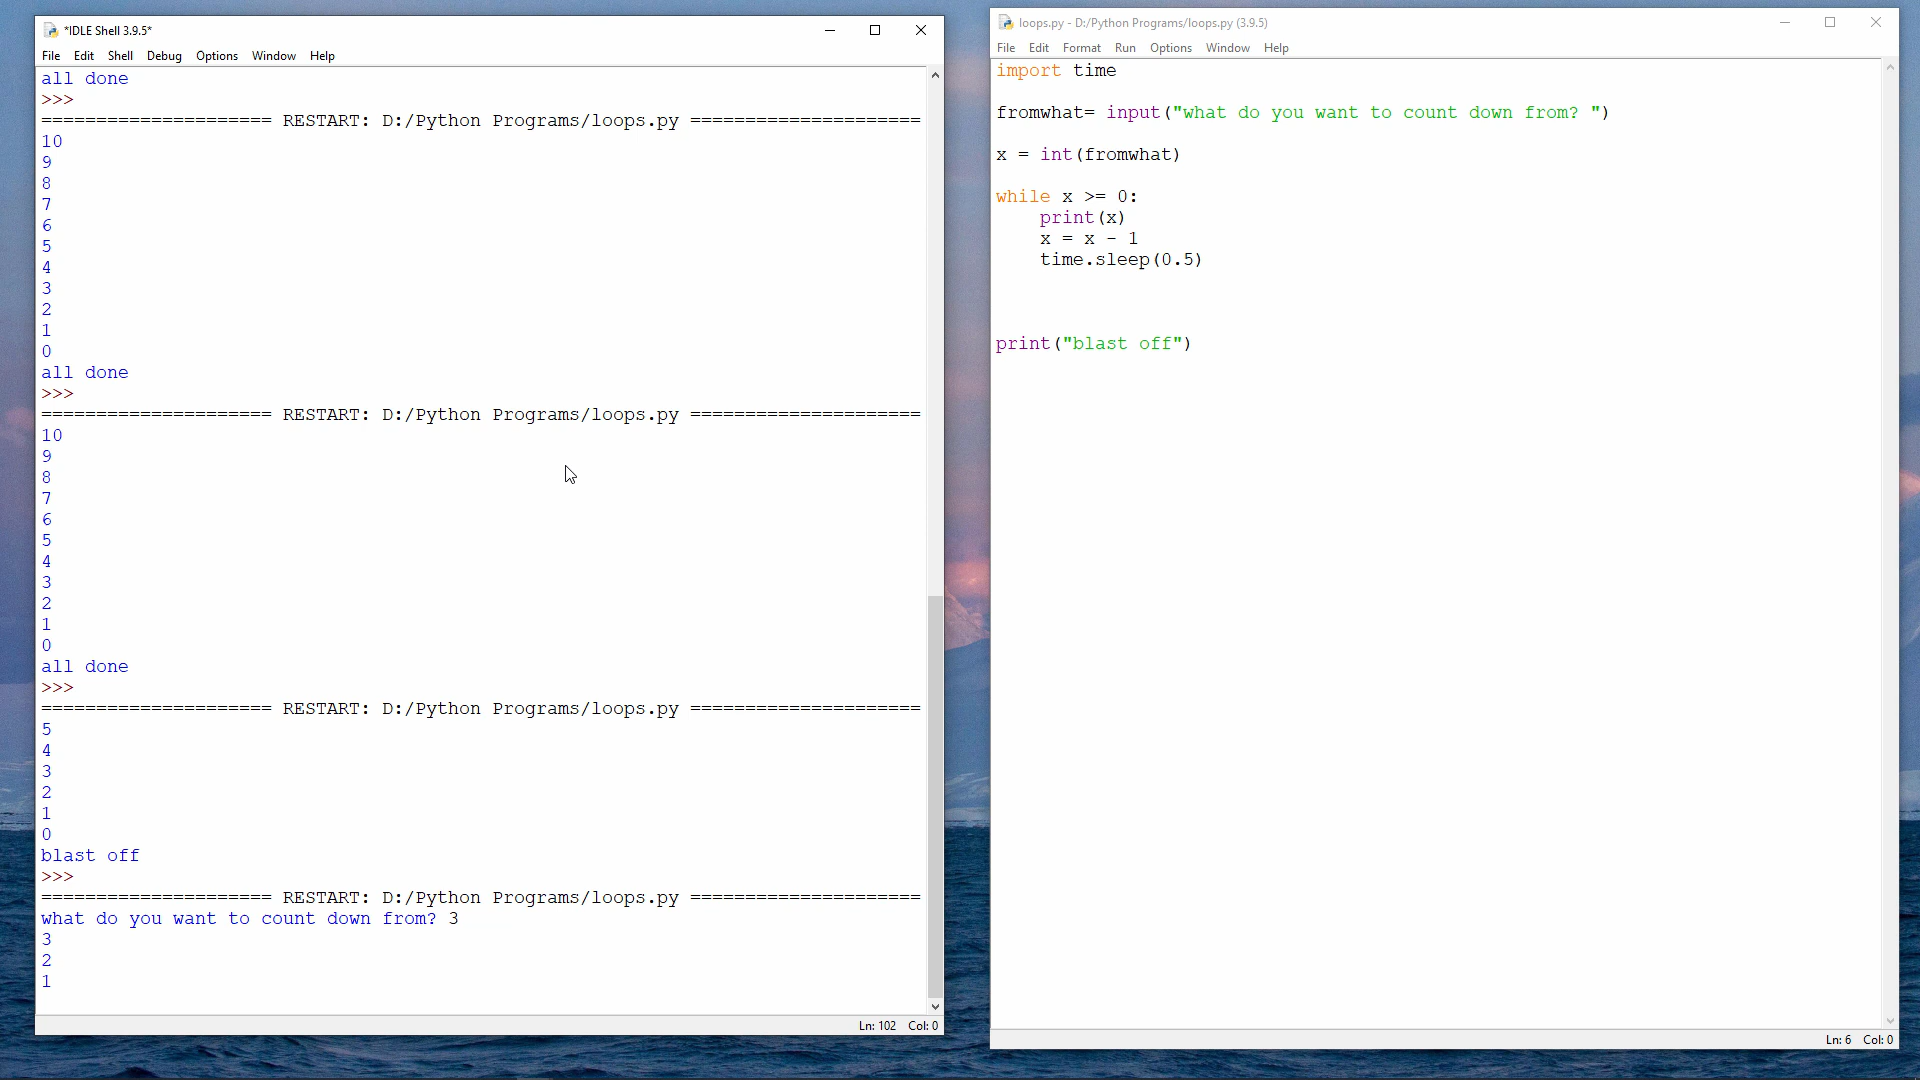 *IDLE Shell 3.9.5*
File Edit Shell Debug Options Window Help
all done
>>>
===================== RESTART: D:/Python Programs/loops.py =====================
10
9
8
7
6
5
4
3
2
1
0
all done
>>>
===================== RESTART: D:/Python Programs/loops.py =====================
10
9
8
7
6
5
4
3
2
1
0
all done
>>>
===================== RESTART: D:/Python Programs/loops.py =====================
5
4
3
2
1
0
blast off
>>>
===================== RESTART: D:/Python Programs/loops.py =====================
what do you want to count down from? 3
3
2
1
Ln: 102 Col: 0
loops.py - D:/Python Programs/loops.py (3.9.5)
File Edit Format Run Options Window Help
import time
fromwhat= input("what do you want to count down from? ")
x = int(fromwhat)
while x >= 0:
    print(x)
    x = x - 1
    time.sleep(0.5)
print("blast off")
Ln: 6 Col: 0